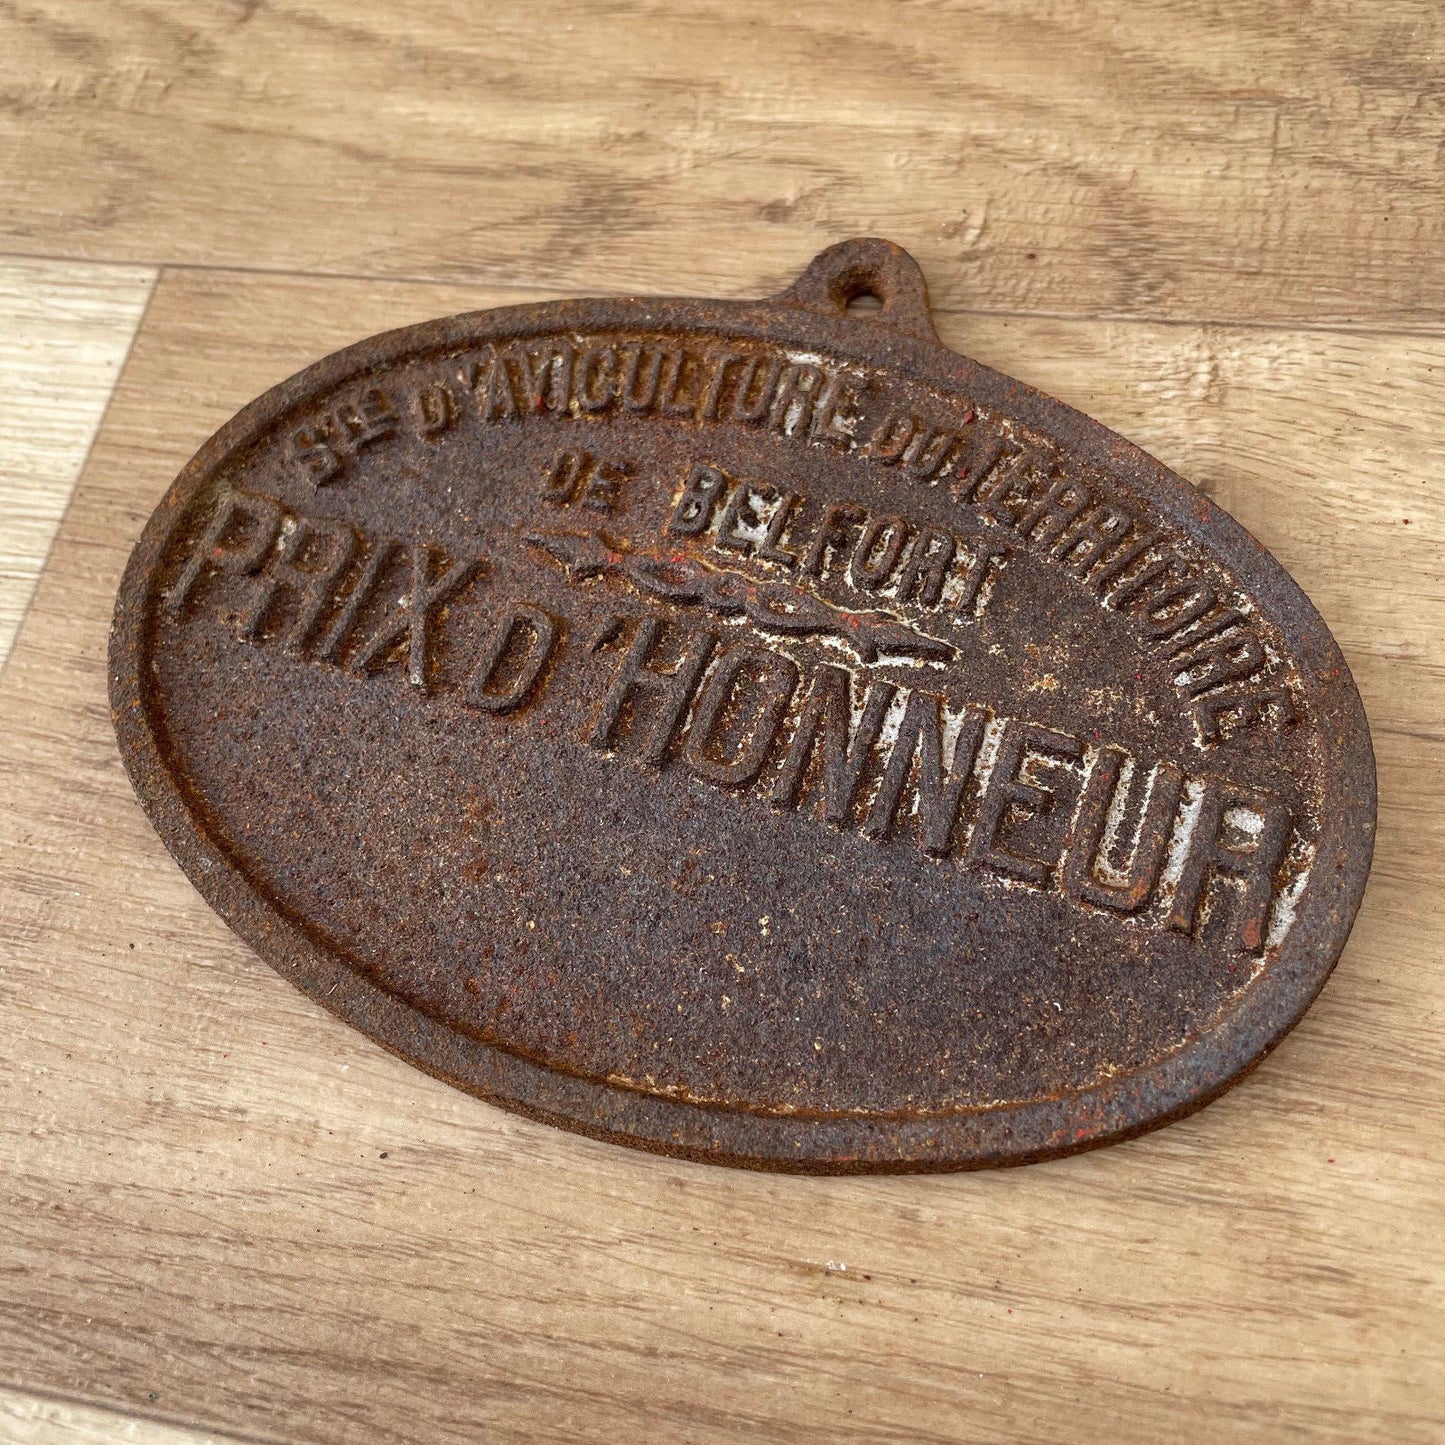 Sté D'AVICULTURE DU TERRITOIRE
DE BELFORT
PRIX D'HONNEUR